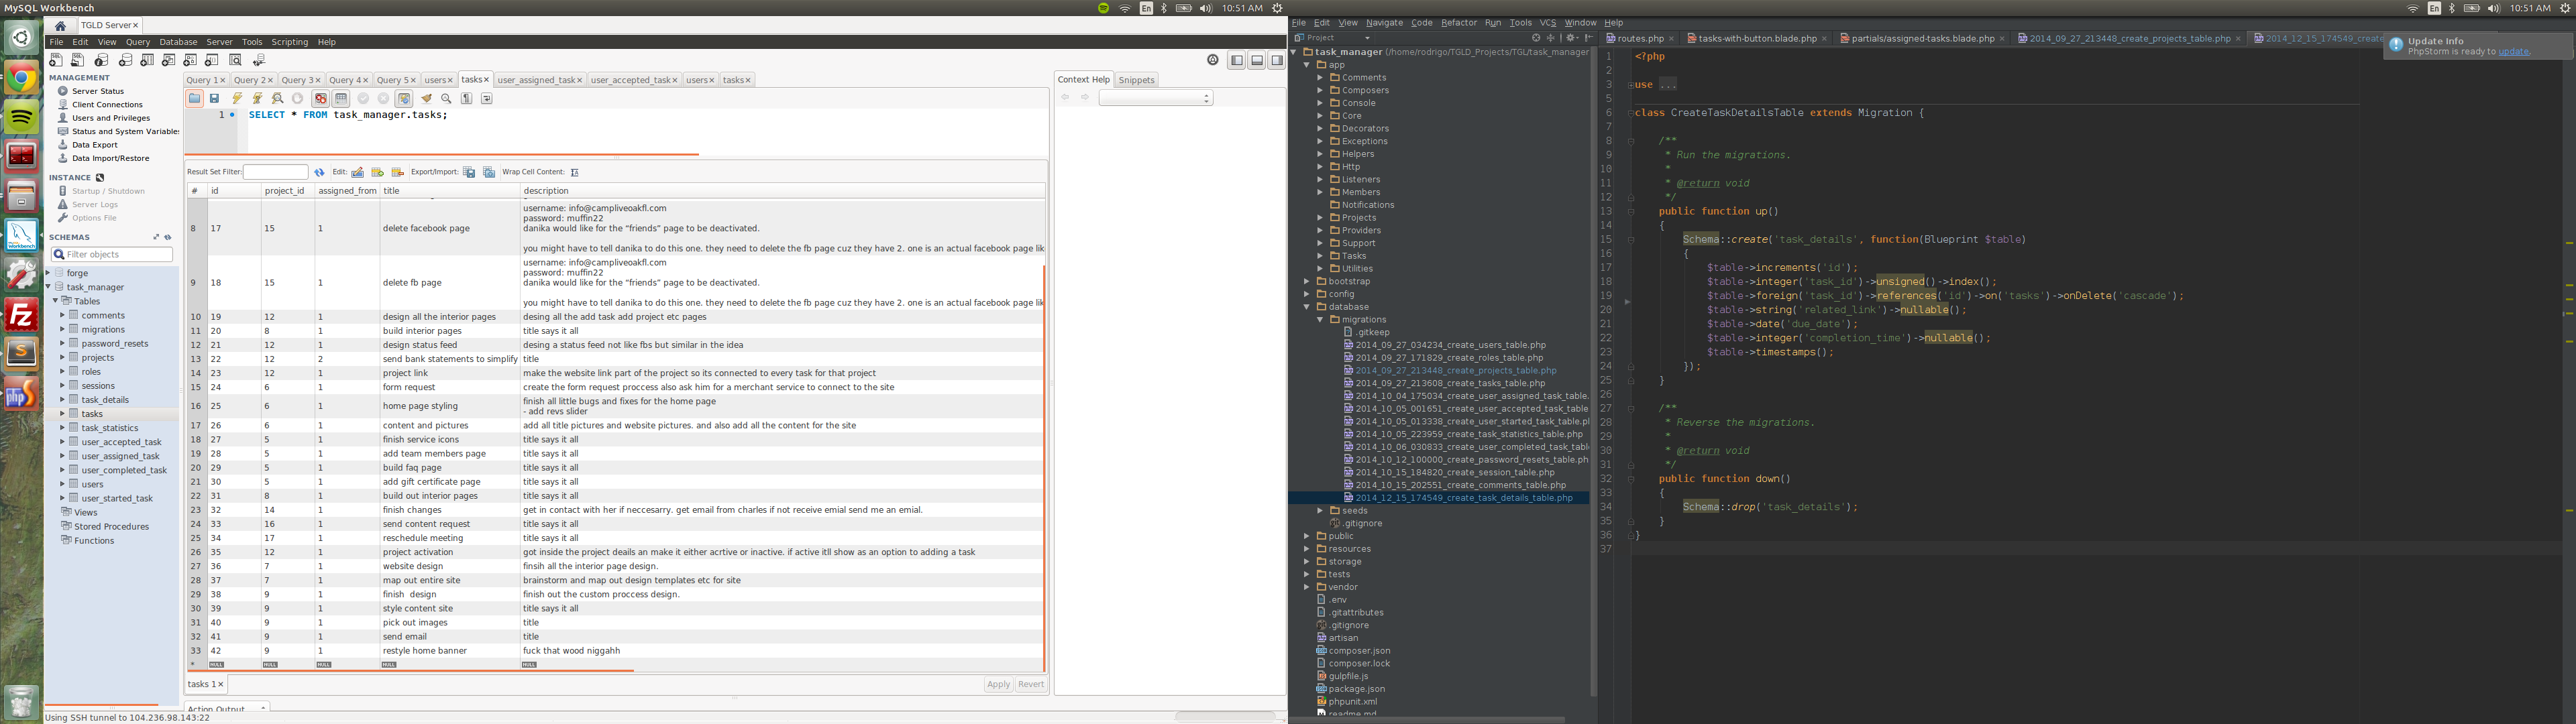 MySQL Workbench
En
10:51 AM
TGLD Server×
File Edit View Query Database Server Tools Scripting Help
MANAGEMENT
Server Status
Client Connections
Users and Privileges
Status and System Variable
Data Export
Data Import/Restore
INSTANCE
Startup / Shutdown
Server Logs
Options File
SCHEMAS
Filter objects
forge
task_manager
Tables
comments
migrations
password_resets
projects
roles
sessions
task_details
tasks
task_statistics
user_accepted_task
user_assigned_task
user_completed_task
users
user_started_task
Views
Stored Procedures
Functions
Query 1× Query 2× Query 3× Query 4× Query 5× users× tasks× user_assigned_task× user_accepted_task× users× tasks×
1 SELECT * FROM task_manager.tasks;
Result Set Filter: Edit: Export/Import: Wrap Cell Content:
# id project_id assigned_from title description
8 17 15 1 delete facebook page
username: info@campliveoakfl.com
password: muffin22
danika would like for the "friends" page to be deactivated.
you might have to tell danika to do this one. they need to delete the fb page cuz they have 2. one is an actual facebook page lik
9 18 15 1 delete fb page
username: info@campliveoakfl.com
password: muffin22
danika would like for the "friends" page to be deactivated.
you might have to tell danika to do this one. they need to delete the fb page cuz they have 2. one is an actual facebook page lik
10 19 12 1 design all the interior pages desing all the add task add project etc pages
11 20 8 1 build interior pages title says it all
12 21 12 1 design status feed desing a status feed not like fbs but similar in the idea
13 22 12 2 send bank statements to simplify title
14 23 12 1 project link make the website link part of the project so its connected to every task for that project
15 24 6 1 form request create the form request proccess also ask him for a merchant service to connect to the site
16 25 6 1 home page styling finish all little bugs and fixes for the home page
- add revs slider
17 26 6 1 content and pictures add all title pictures and website pictures. and also add all the content for the site
18 27 5 1 finish service icons title says it all
19 28 5 1 add team members page title says it all
20 29 5 1 build faq page title says it all
21 30 5 1 add gift certificate page title says it all
22 31 8 1 build out interior pages title says it all
23 32 14 1 finish changes get in contact with her if neccesarry. get email from charles if not receive emial send me an emial.
24 33 16 1 send content request title says it all
25 34 17 1 reschedule meeting title says it all
26 35 12 1 project activation got inside the project deails an make it either acrtive or inactive. if active itll show as an option to adding a task
27 36 7 1 website design finsih all the interior page design.
28 37 7 1 map out entire site brainstorm and map out design templates etc for site
29 38 9 1 finish  design finish out the custom proccess design.
30 39 9 1 style content site title says it all
31 40 9 1 pick out images title
32 41 9 1 send email title
33 42 9 1 restyle home banner fuck that wood niggahh
* NULL NULL NULL NULL NULL
tasks 1×
Apply Revert
Action Output
Using SSH tunnel to 104.236.98.143:22
Context Help Snippets
En
10:51 AM
File Edit View Navigate Code Refactor Run Tools VCS Window Help
Project
routes.php × tasks-with-button.blade.php × partials/assigned-tasks.blade.php × 2014_09_27_213448_create_projects_table.php × 2014_12_15_174549_create
Update Info
PhpStorm is ready to update.
task_manager (/home/rodrigo/TGLD_Projects/TGL/task_manager
app
Comments
Composers
Console
Core
Decorators
Exceptions
Helpers
Http
Listeners
Members
Notifications
Projects
Providers
Support
Tasks
Utilities
bootstrap
config
database
migrations
.gitkeep
2014_09_27_034234_create_users_table.php
2014_09_27_171829_create_roles_table.php
2014_09_27_213448_create_projects_table.php
2014_09_27_213608_create_tasks_table.php
2014_10_04_175034_create_user_assigned_task_table.
2014_10_05_001651_create_user_accepted_task_table
2014_10_05_013338_create_user_started_task_table.pl
2014_10_05_223959_create_task_statistics_table.php
2014_10_06_030833_create_user_completed_task_tabl
2014_10_12_100000_create_password_resets_table.ph
2014_10_15_184820_create_session_table.php
2014_10_15_202551_create_comments_table.php
2014_12_15_174549_create_task_details_table.php
seeds
.gitignore
public
resources
storage
tests
vendor
.env
.gitattributes
.gitignore
artisan
composer.json
composer.lock
gulpfile.js
package.json
phpunit.xml
readme.md
1 <?php
2
3 use ...
5
6 class CreateTaskDetailsTable extends Migration {
7
8 /**
9 * Run the migrations.
10 *
11 * @return void
12 */
13 public function up()
14 {
15 Schema::create('task_details', function(Blueprint $table)
16 {
17 $table->increments('id');
18 $table->integer('task_id')->unsigned()->index();
19 $table->foreign('task_id')->references('id')->on('tasks')->onDelete('cascade');
20 $table->string('related_link')->nullable();
21 $table->date('due_date');
22 $table->integer('completion_time')->nullable();
23 $table->timestamps();
24 });
25 }
26
27 /**
28 * Reverse the migrations.
29 *
30 * @return void
31 */
32 public function down()
33 {
34 Schema::drop('task_details');
35 }
36 }
37